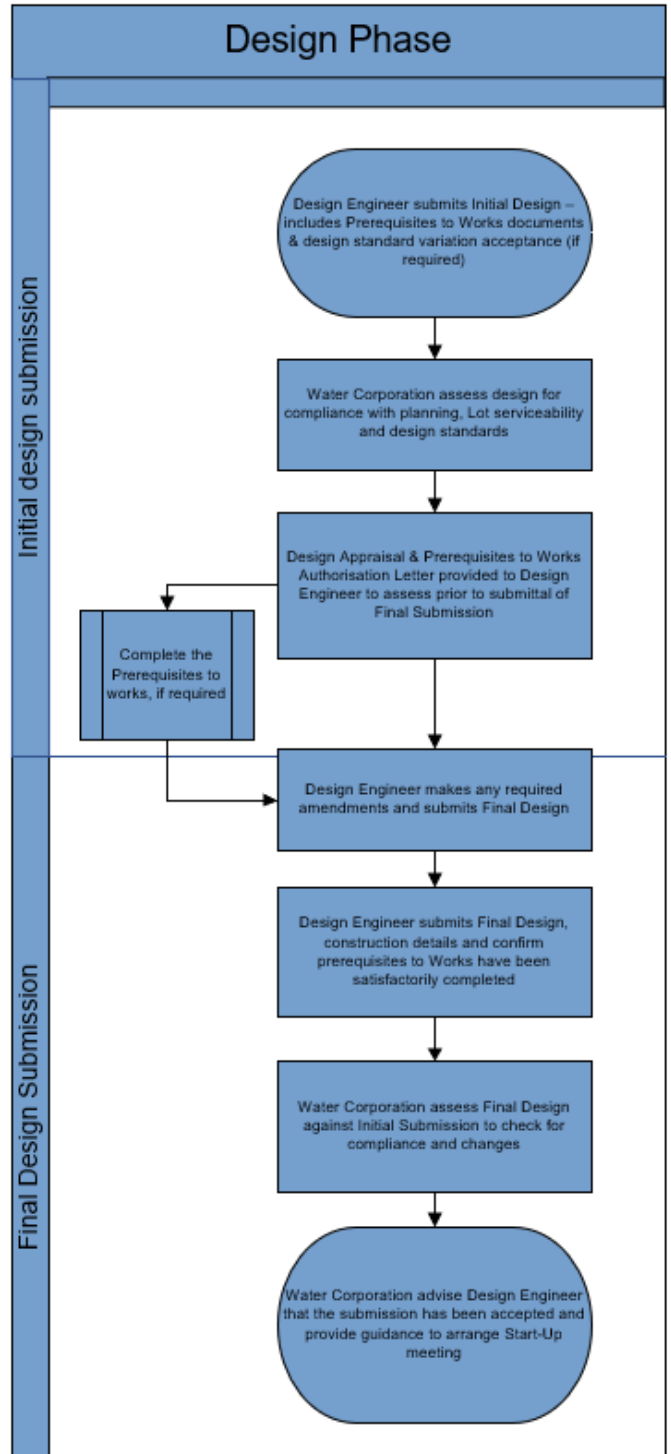 Design Phase
Initial design submission
Design Engineer submits Initial Design –
includes Prerequisites to Works documents
& design standard variation acceptance (if
required)
Water Corporation assess design for
compliance with planning, Lot serviceability
and design standards
Design Appraisal & Prerequisites to Works
Authorisation Letter provided to Design
Engineer to assess prior to submittal of
Final Submission
Complete the
Prerequisites to
works, if required
Final Design Submission
Design Engineer makes any required
amendments and submits Final Design
Design Engineer submits Final Design,
construction details and confirm
prerequisites to Works have been
satisfactorily completed
Water Corporation assess Final Design
against Initial Submission to check for
compliance and changes
Water Corporation advise Design Engineer
that the submission has been accepted and
provide guidance to arrange Start-Up
meeting